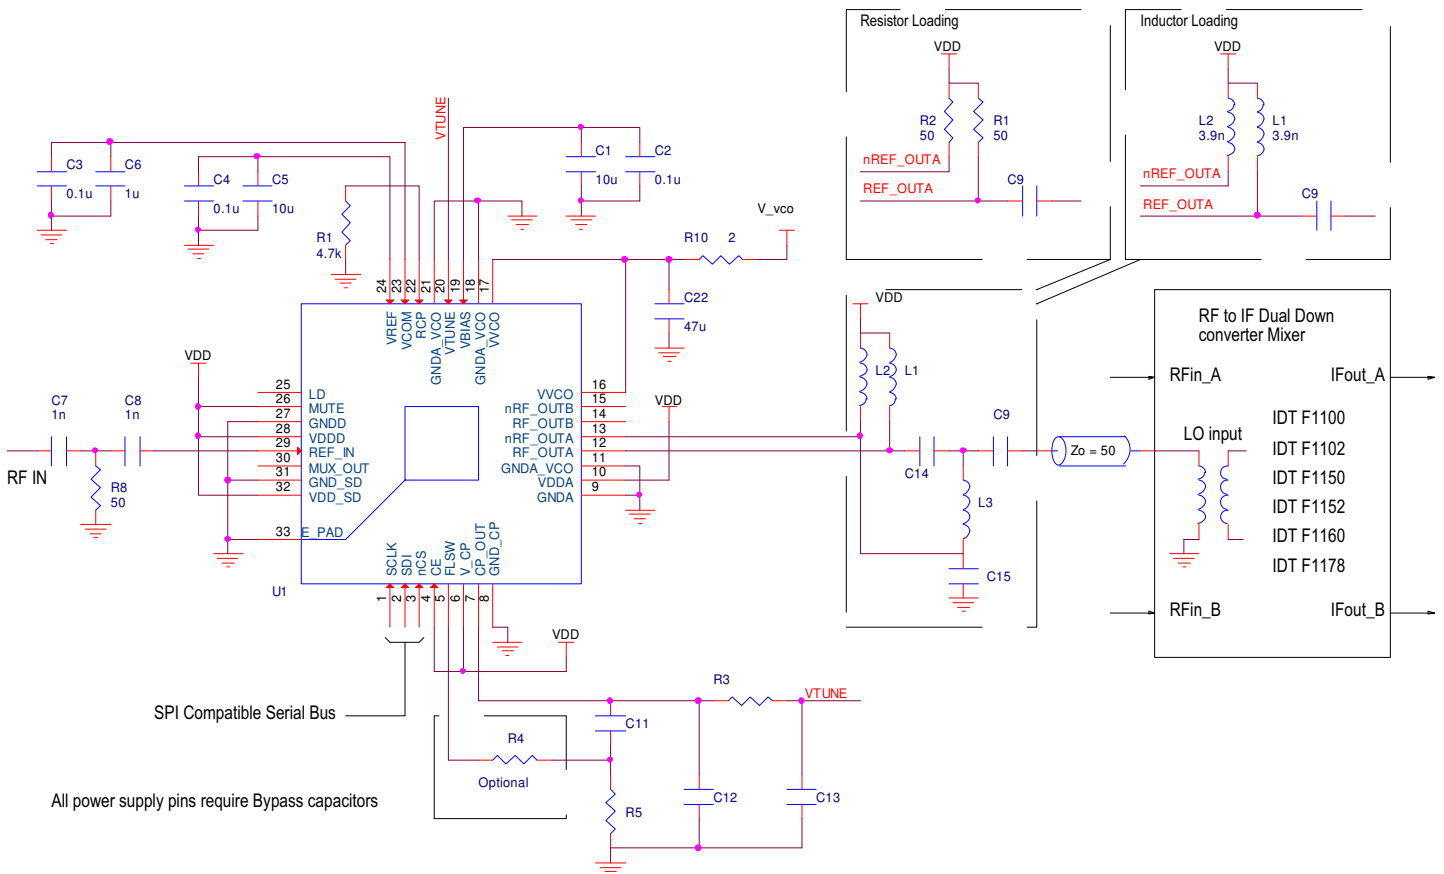 Resistor Loading
VDD
R2
50
R1
50
nREF_OUTA
REF_OUTA
C9
Inductor Loading
VDD
L2
3.9n
L1
3.9n
nREF_OUTA
REF_OUTA
C9
VTUNE
C3
0.1u
C6
1u
C4
0.1u
C5
10u
R1
4.7k
C1
10u
C2
0.1u
V_vco
R10
2
C22
47u
24
23
22
21
20
19
18
17
VREF
VCOM
RCP
GNDA_VCO
VTUNE
VBIAS
GNDA_VCO
VVCO
VDD
C7
1n
C8
1n
RF IN
R8
50
25
26
27
28
29
30
31
32
33
LD
MUTE
GNDD
VDDD
REF_IN
MUX_OUT
GND_SD
VDD_SD
E_PAD
VVCO
nRF_OUTB
RF_OUTB
nRF_OUTA
RF_OUTA
GNDA_VCO
VDDA
GNDA
16
15
14
13
12
11
10
9
VDD
SCLK
SDI
nCS
CE
FLSW
V_CP
CP_OUT
GND_CP
1
2
3
4
5
6
7
8
U1
VDD
VDD
L2
L1
C14
C9
L3
C15
Zo = 50
RF to IF Dual Down
converter Mixer
RFin_A
IFout_A
LO input
IDT F1100
IDT F1102
IDT F1150
IDT F1152
IDT F1160
IDT F1178
RFin_B
IFout_B
SPI Compatible Serial Bus
R3
VTUNE
C11
R4
Optional
R5
C12
C13
All power supply pins require Bypass capacitors